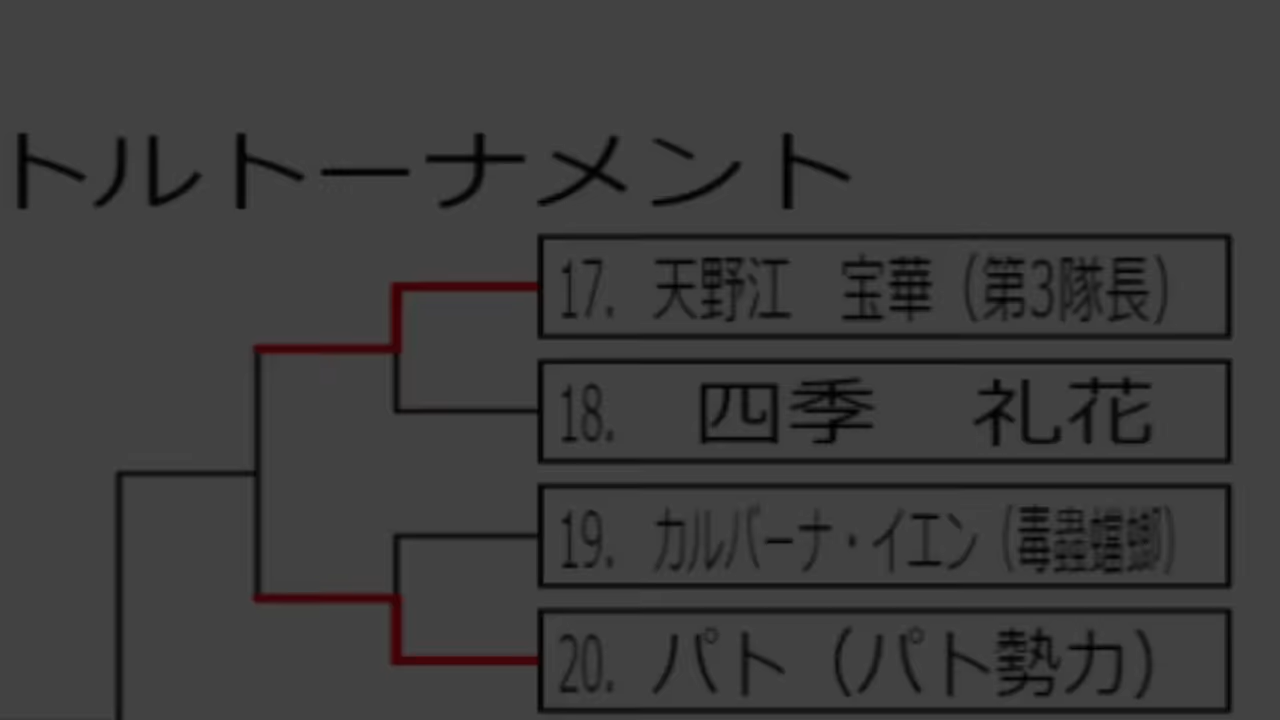 トルトーナメント
17. 天野江　宝華（第3隊長）
18. 四季　礼花
19. カルバーナ・イエン（毒蟲蟷螂）
20. パト（パト勢力）